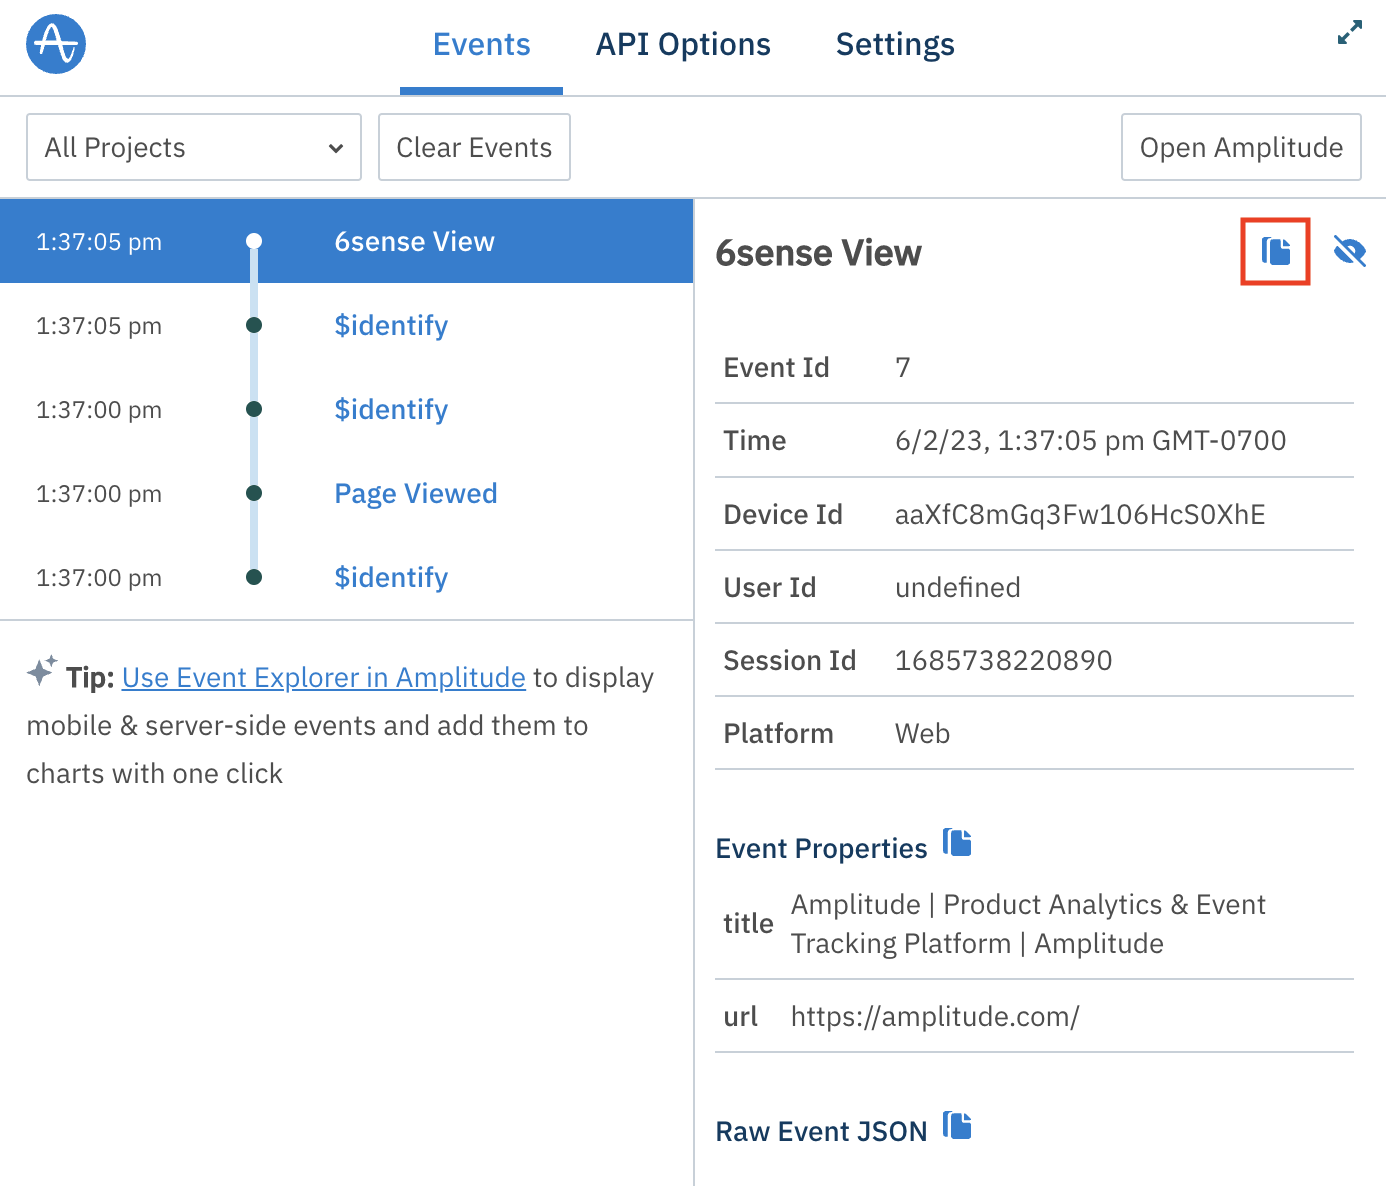 Events API Options Settings
All Projects Clear Events Open Amplitude
1:37:05 pm 6sense View
1:37:05 pm $identify
1:37:00 pm $identify
1:37:00 pm Page Viewed
1:37:00 pm $identify
Tip: Use Event Explorer in Amplitude to display
mobile & server-side events and add them to
charts with one click
6sense View
Event Id 7
Time 6/2/23, 1:37:05 pm GMT-0700
Device Id aaXfC8mGq3Fw106HcS0XhE
User Id undefined
Session Id 1685738220890
Platform Web
Event Properties
title Amplitude | Product Analytics & Event
Tracking Platform | Amplitude
url https://amplitude.com/
Raw Event JSON